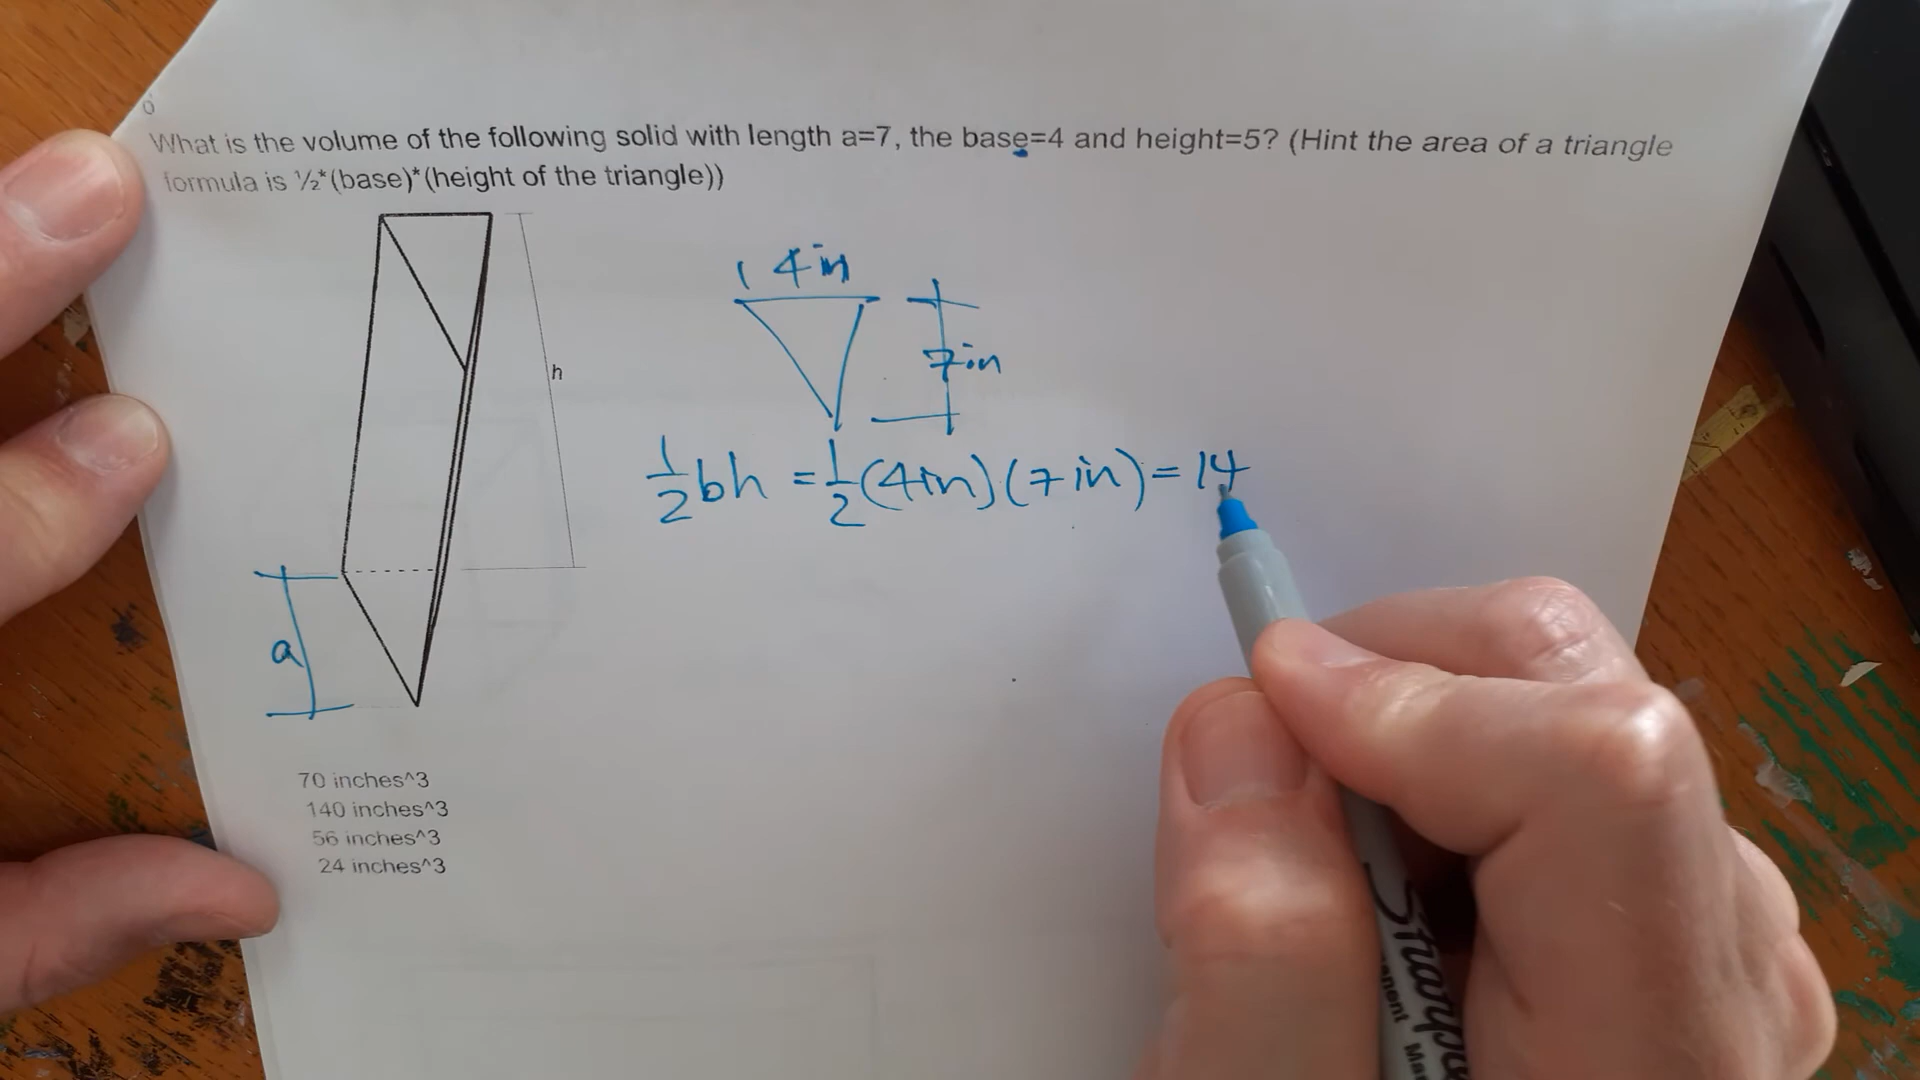 What is the volume of the following solid with length a=7, the base=4 and height=5? (Hint the area of a triangle
formula is ½*(base)*(height of the triangle))
4in
7in
h
1/2 bh = 1/2 (4in)(7in) = 14
a
70 inches^3
140 inches^3
56 inches^3
24 inches^3
Sharpie